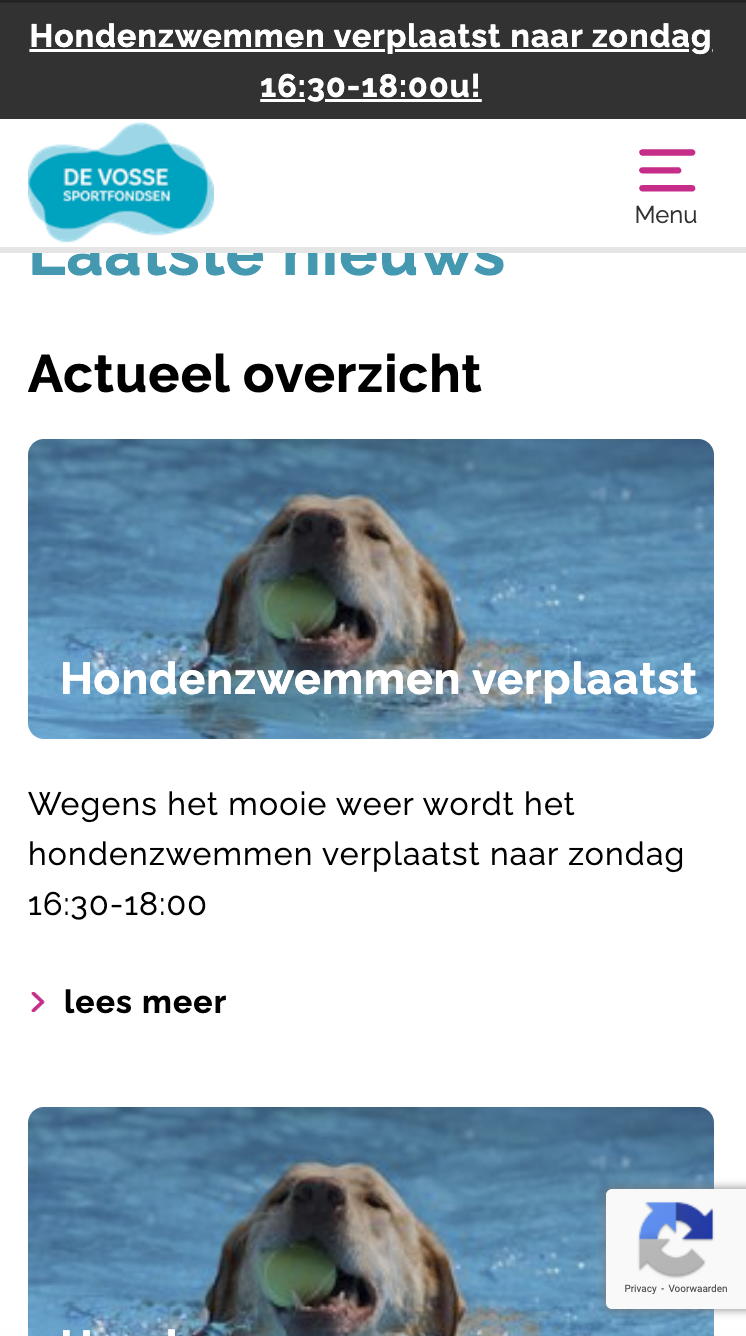 Hondenzwemmen verplaatst naar zondag
16:30-18:00u!
DE VOSSE
SPORTFONDSEN
Menu
Laatste nieuws
Actueel overzicht
Hondenzwemmen verplaatst
Wegens het mooie weer wordt het
hondenzwemmen verplaatst naar zondag
16:30-18:00
lees meer
Privacy - Voorwaarden